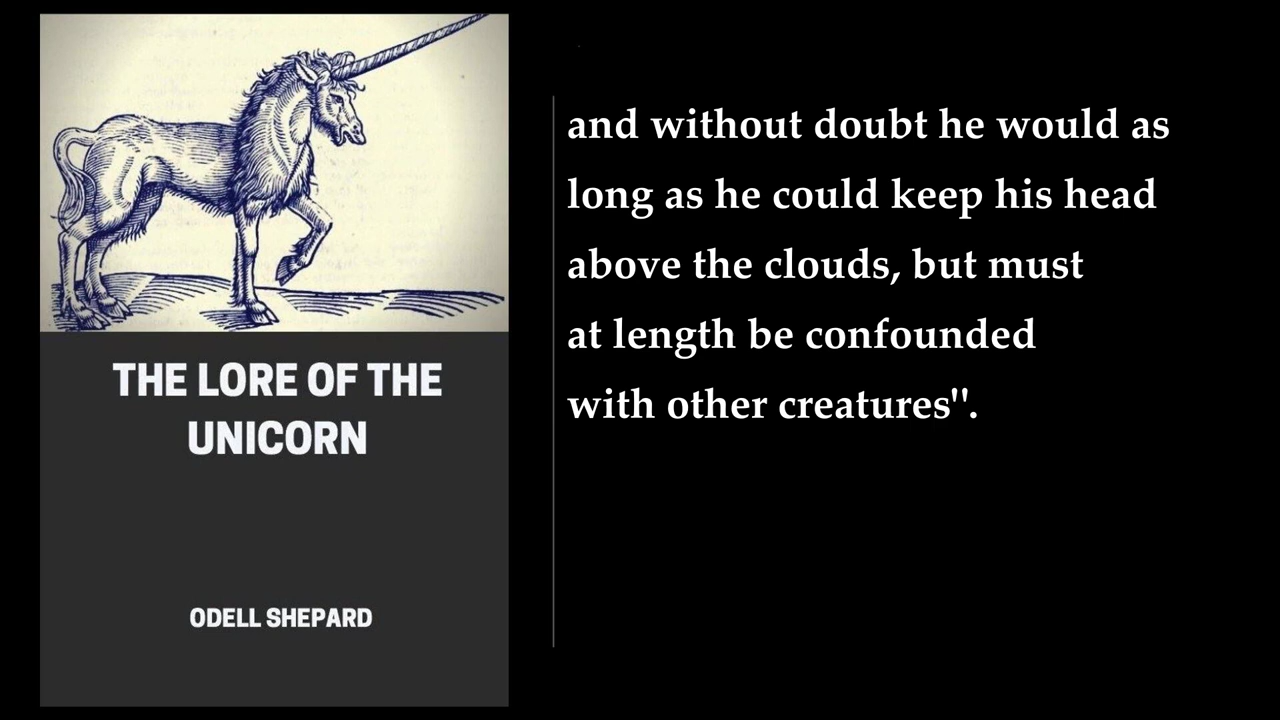 THE LORE OF THE
UNICORN
ODELL SHEPARD
and without doubt he would as
long as he could keep his head
above the clouds, but must
at length be confounded
with other creatures".